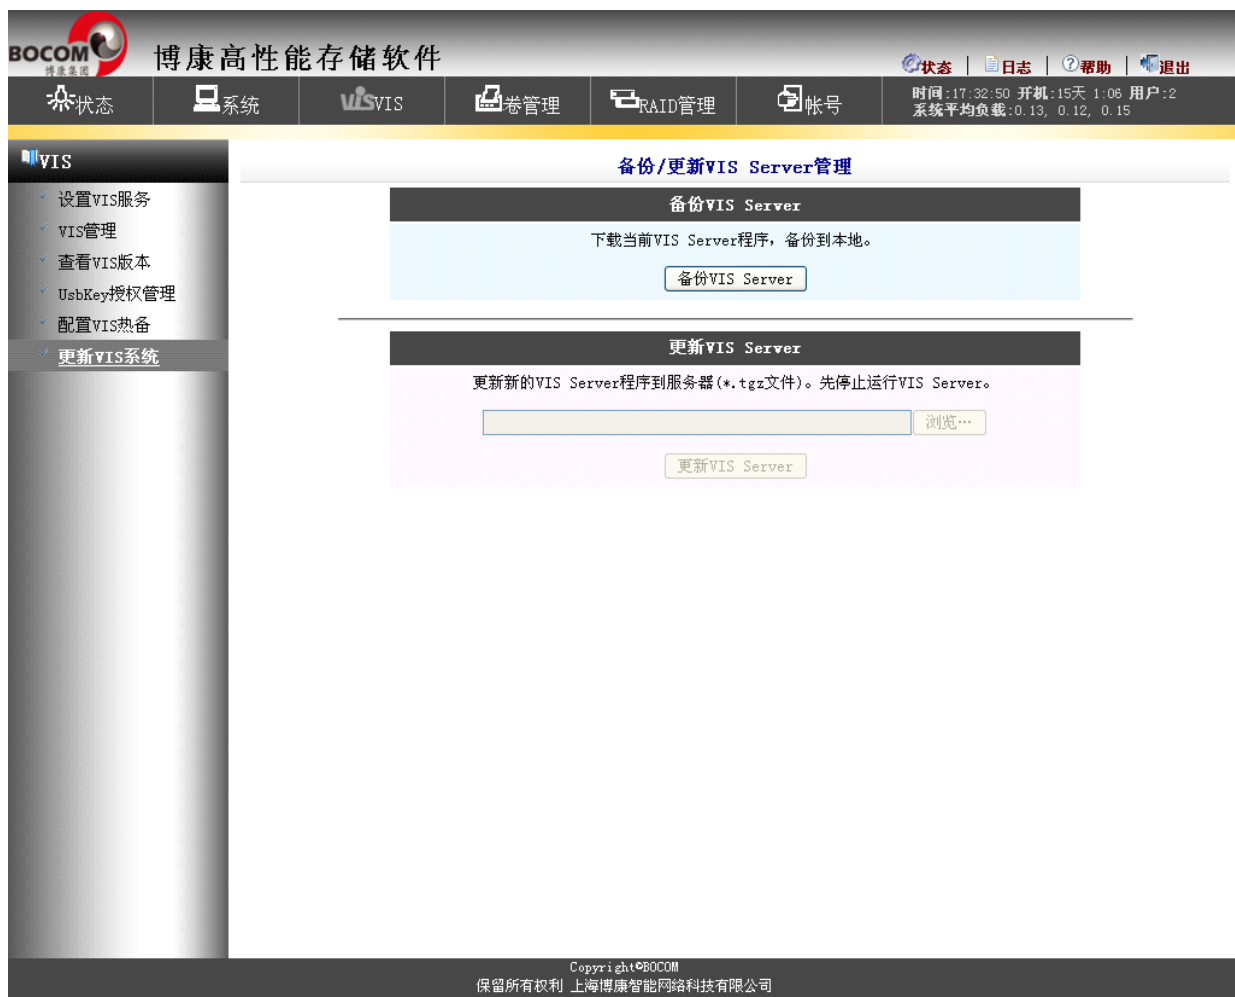 BOCOM
博康集团
博康高性能存储软件
状态 | 日志 | 帮助 | 退出
状态 系统 VIS VIS 卷管理 RAID管理 帐号
时间:17:32:50 开机:15天 1:06 用户:2
系统平均负载:0.13, 0.12, 0.15
VIS
设置VIS服务
VIS管理
查看VIS版本
UsbKey授权管理
配置VIS热备
更新VIS系统
备份/更新VIS Server管理
备份VIS Server
下载当前VIS Server程序，备份到本地。
备份VIS Server
更新VIS Server
更新新的VIS Server程序到服务器(*.tgz文件)。先停止运行VIS Server。
浏览…
更新VIS Server
Copyright©BOCOM
保留所有权利 上海博康智能网络科技有限公司